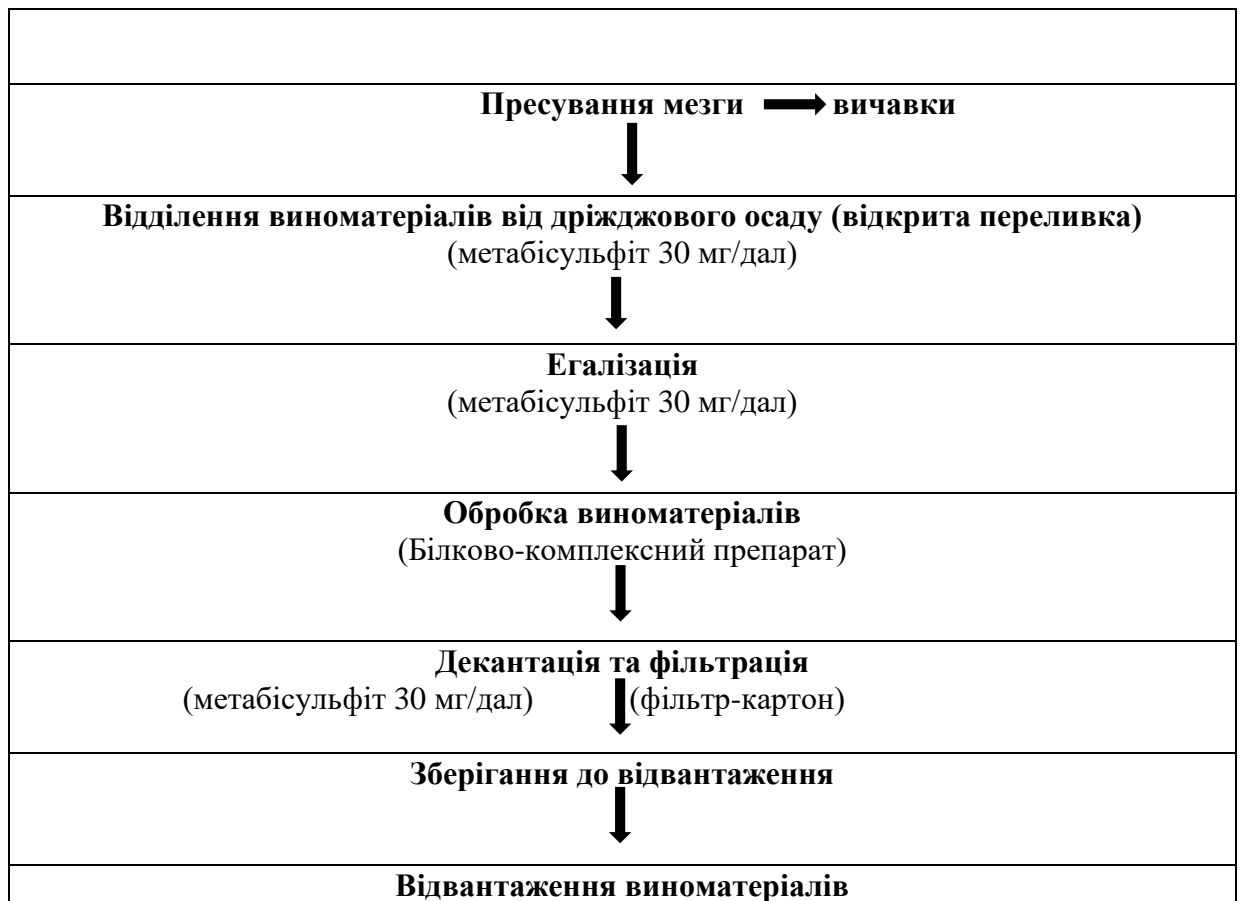 Пресування мезги вичавки
Відділення виноматеріалів від дріжджового осаду (відкрита переливка)
(метабісульфіт 30 мг/дал)
Егалізація
(метабісульфіт 30 мг/дал)
Обробка виноматеріалів
(Білково-комплексний препарат)
Декантація та фільтрація
(метабісульфіт 30 мг/дал) (фільтр-картон)
Зберігання до відвантаження
Відвантаження виноматеріалів